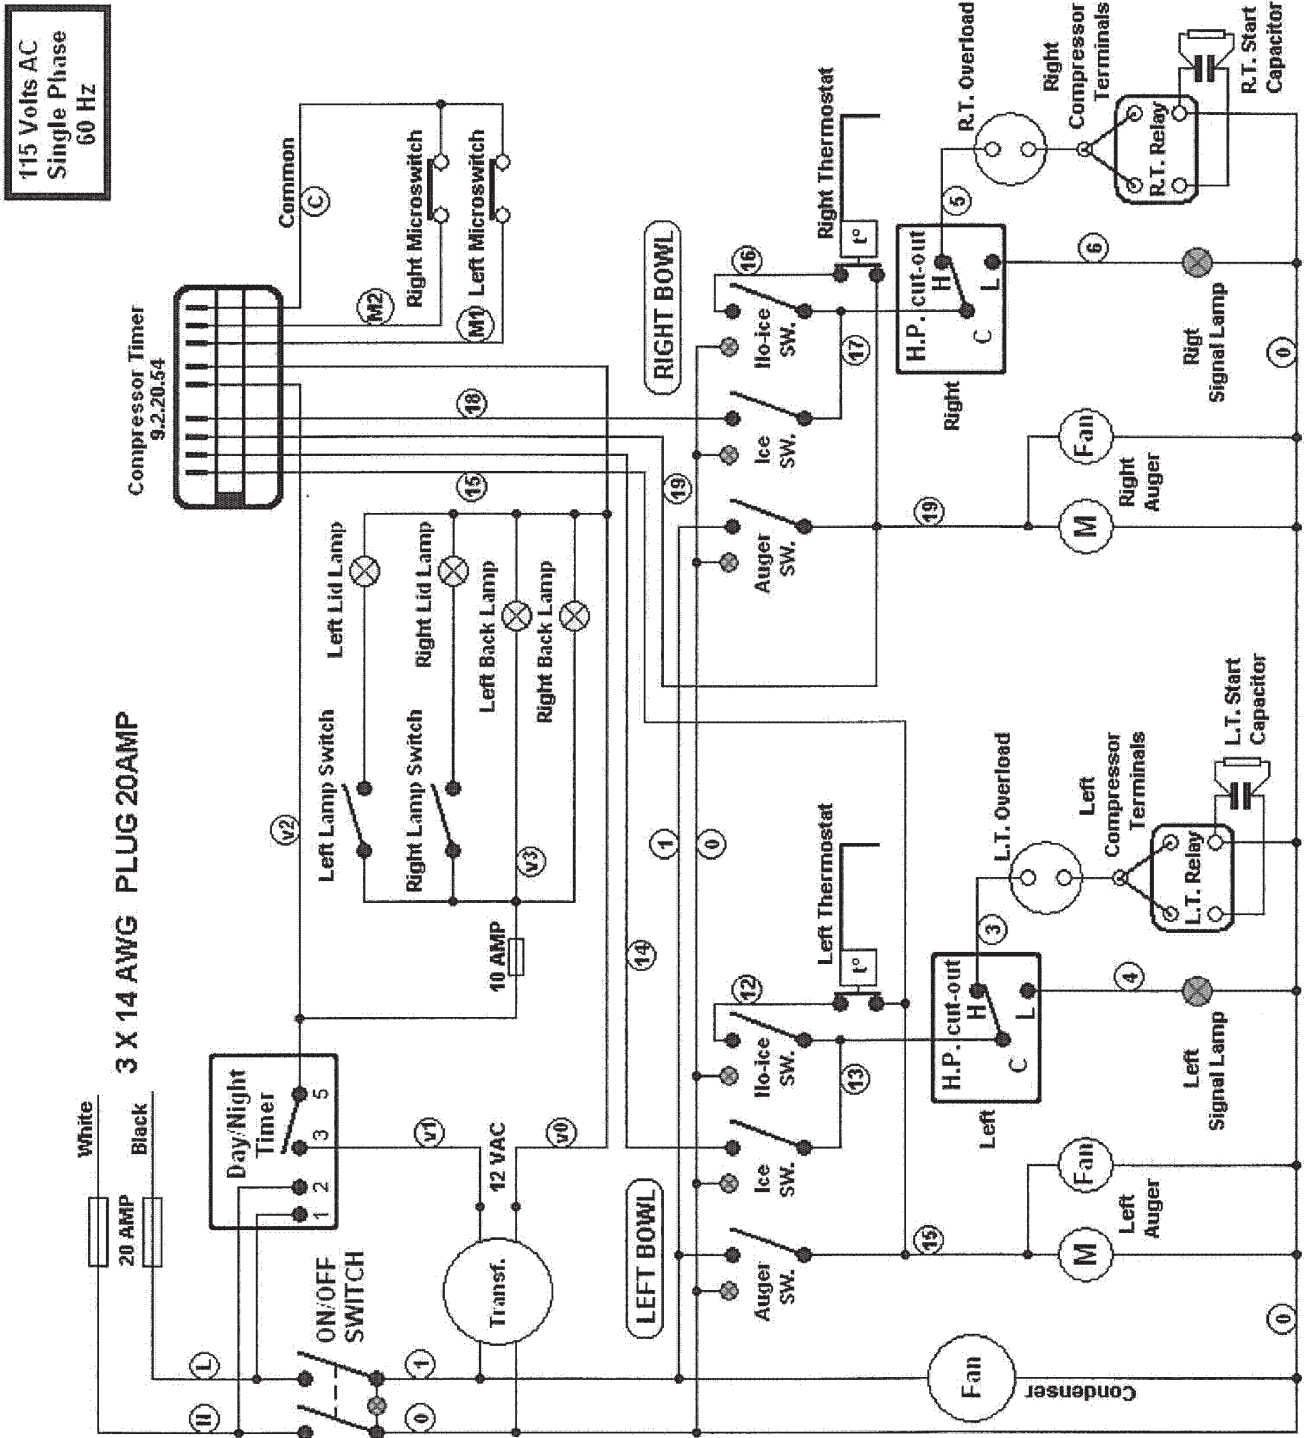 115 Volts AC
Single Phase
60 Hz
3 X 14 AWG PLUG 20AMP
White
20 AMP
Black
L
N
ON/OFF
SWITCH
1
0
Day/Night
Timer
1
2
3
5
v1
12 VAC
v0
Transf.
v2
10 AMP
v3
Left Lamp Switch
Right Lamp Switch
Left Lid Lamp
Right Lid Lamp
Left Back Lamp
Right Back Lamp
Compressor Timer
9.2.20.54
Common
C
M2
Right Microswitch
M1
Left Microswitch
18
15
14
1
0
19
LEFT BOWL
Auger
SW.
Ice
SW.
Ho-ice
SW.
12
13
Left Thermostat
t°
15
H.P. cut-out
H
L
C
Left
3
4
L.T. Overload
Left
Compressor
Terminals
L.T. Relay
L.T. Start
Capacitor
Left
Signal Lamp
Fan
M
Left
Auger
Fan
Condenser
0
RIGHT BOWL
Auger
SW.
Ice
SW.
Ho-ice
SW.
16
17
Right Thermostat
t°
19
H.P. cut-out
H
L
C
Right
5
6
R.T. Overload
Right
Compressor
Terminals
R.T. Relay
R.T. Start
Capacitor
Rigt
Signal Lamp
Fan
M
Right
Auger
0